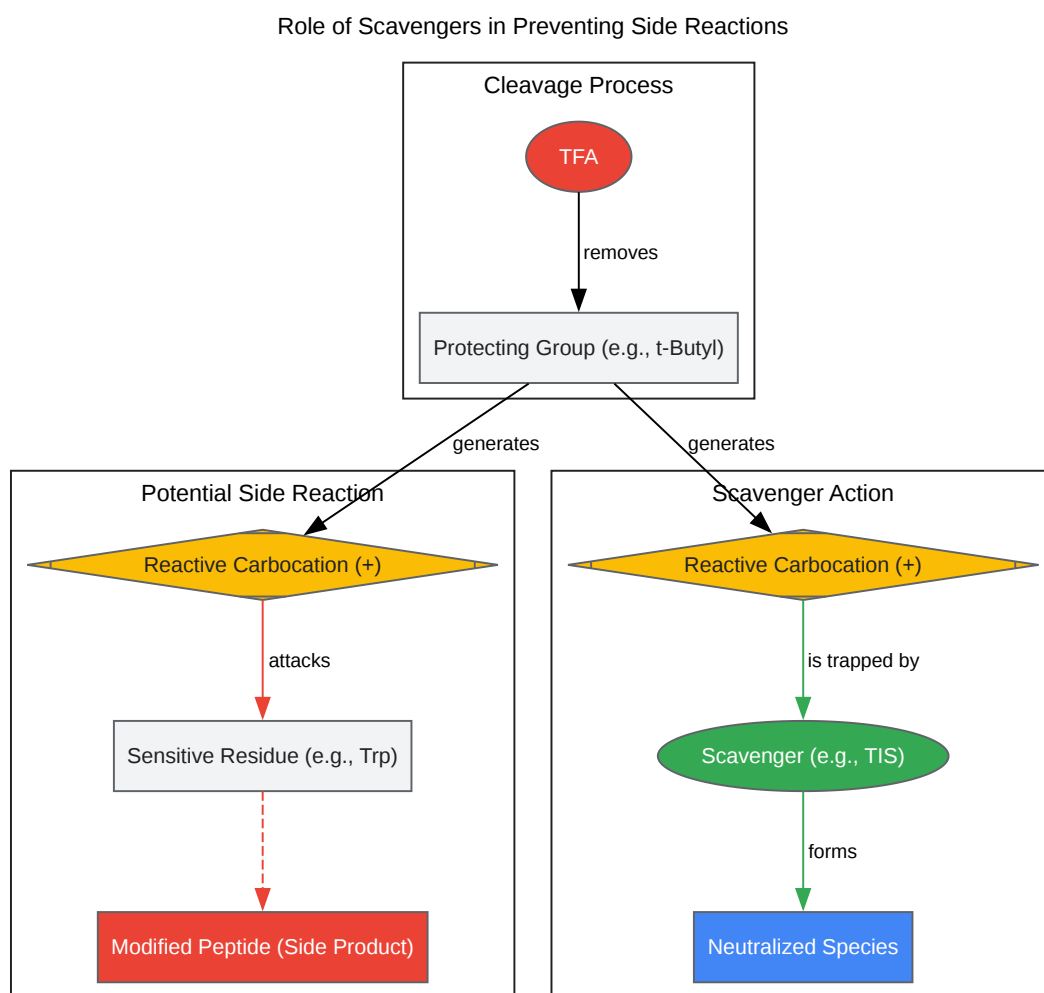 Role of Scavengers in Preventing Side Reactions
Cleavage Process
TFA
removes
Protecting Group (e.g., t-Butyl)
generates
generates
Potential Side Reaction
Reactive Carbocation (+)
attacks
Sensitive Residue (e.g., Trp)
Modified Peptide (Side Product)
Scavenger Action
Reactive Carbocation (+)
is trapped by
Scavenger (e.g., TIS)
forms
Neutralized Species